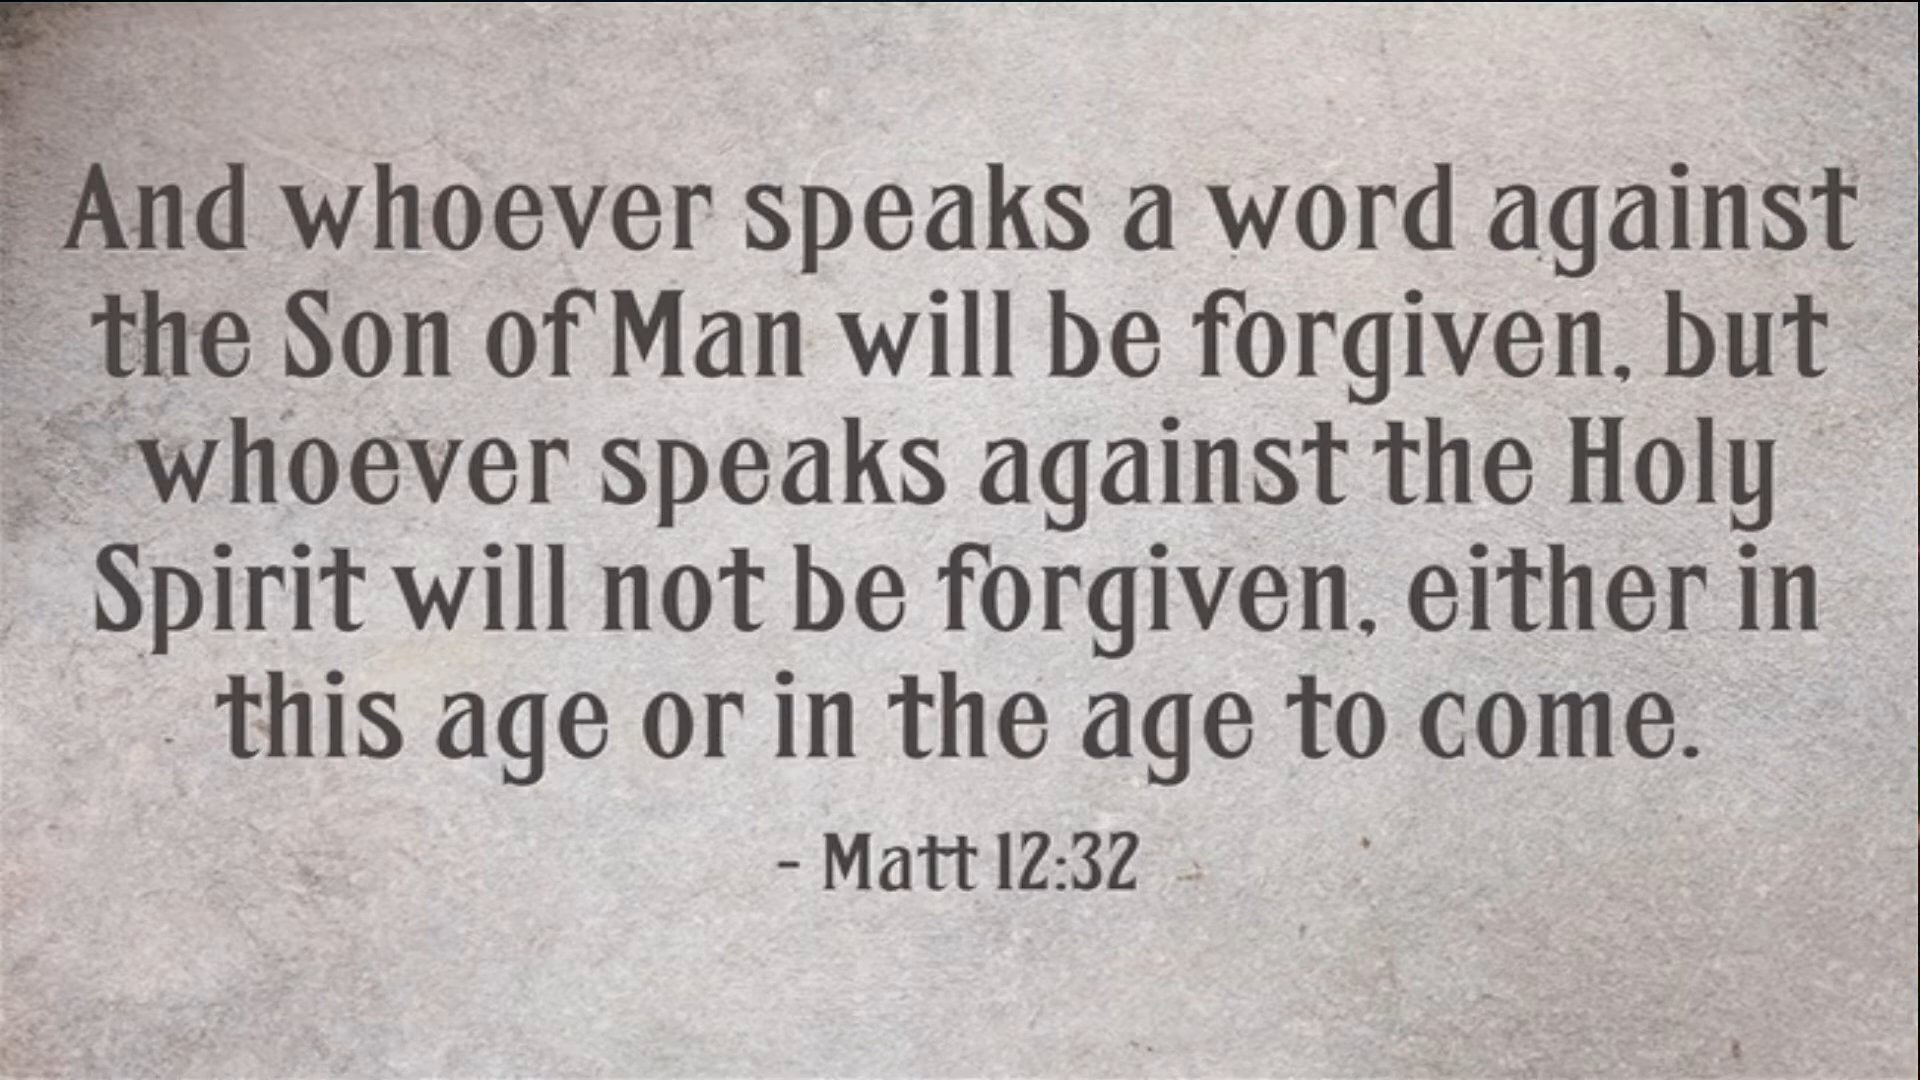 And whoever speaks a word against
the Son of Man will be forgiven, but
whoever speaks against the Holy
Spirit will not be forgiven, either in
this age or in the age to come.
- Matt 12:32